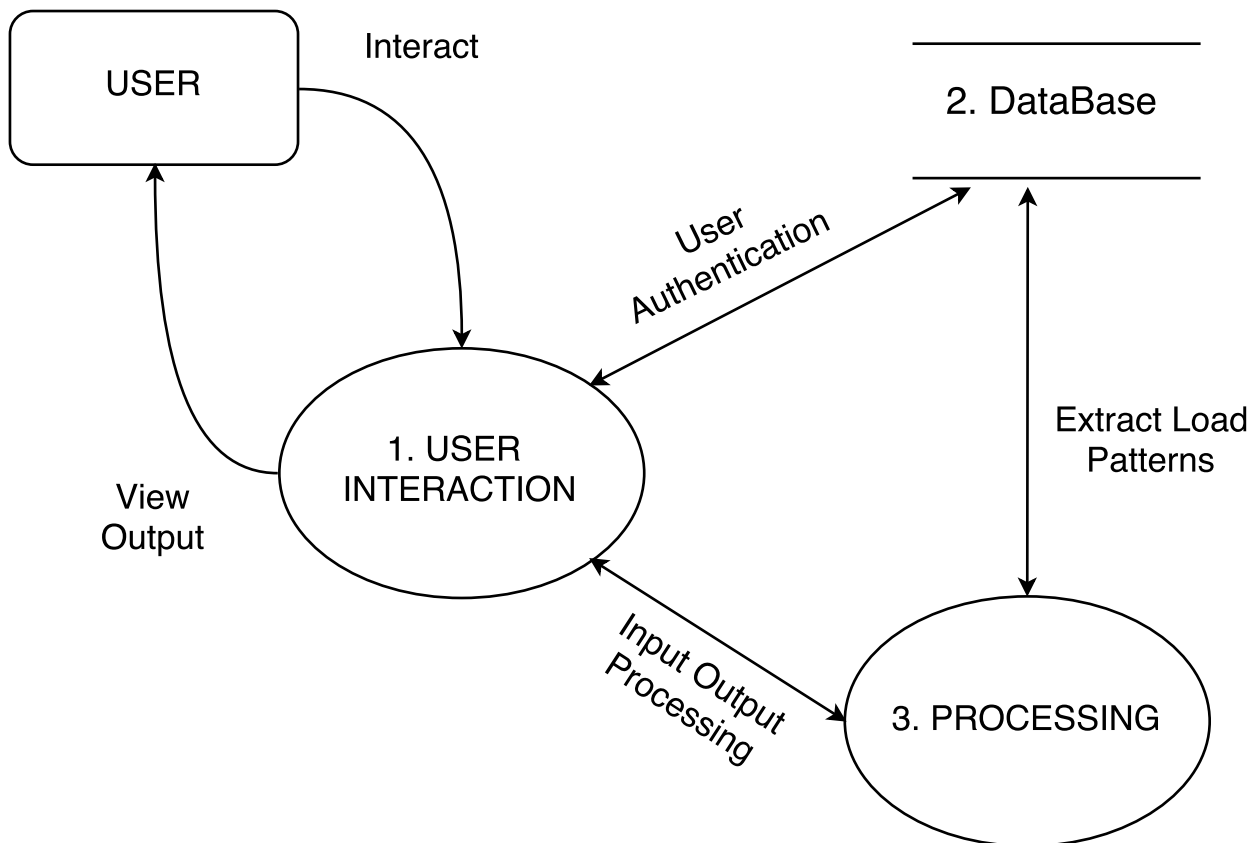 USER
Interact
2. DataBase
User
Authentication
1. USER
INTERACTION
Extract Load
Patterns
View
Output
Input Output
Processing
3. PROCESSING